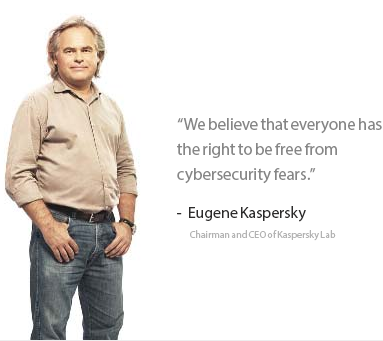 “We believe that everyone has
the right to be free from
cybersecurity fears.”
- Eugene Kaspersky
Chairman and CEO of Kaspersky Lab